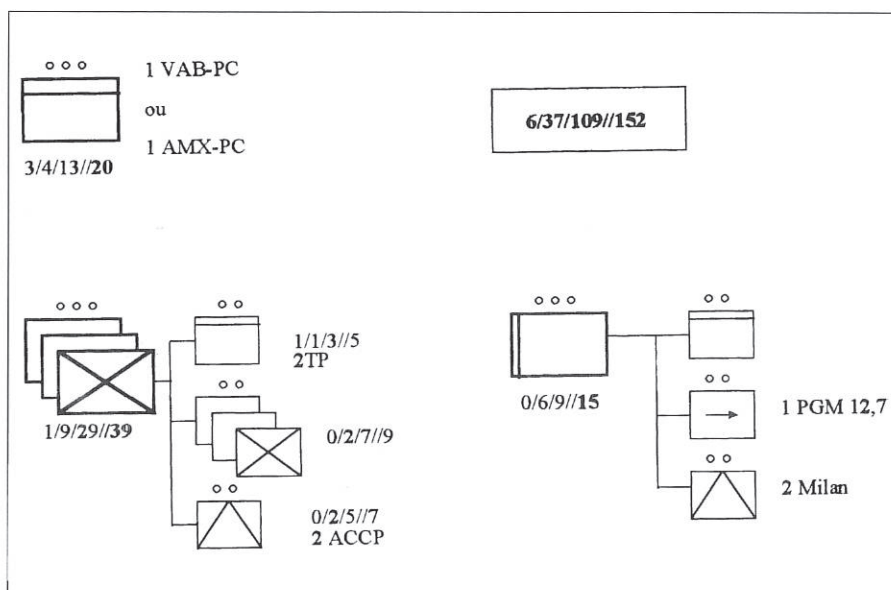 1 VAB-PC
ou
1 AMX-PC
3/4/13//20
6/37/109//152
1/9/29//39
1/1/3//5
2TP
0/2/7//9
0/2/5//7
2 ACCP
0/6/9//15
1 PGM 12,7
2 Milan